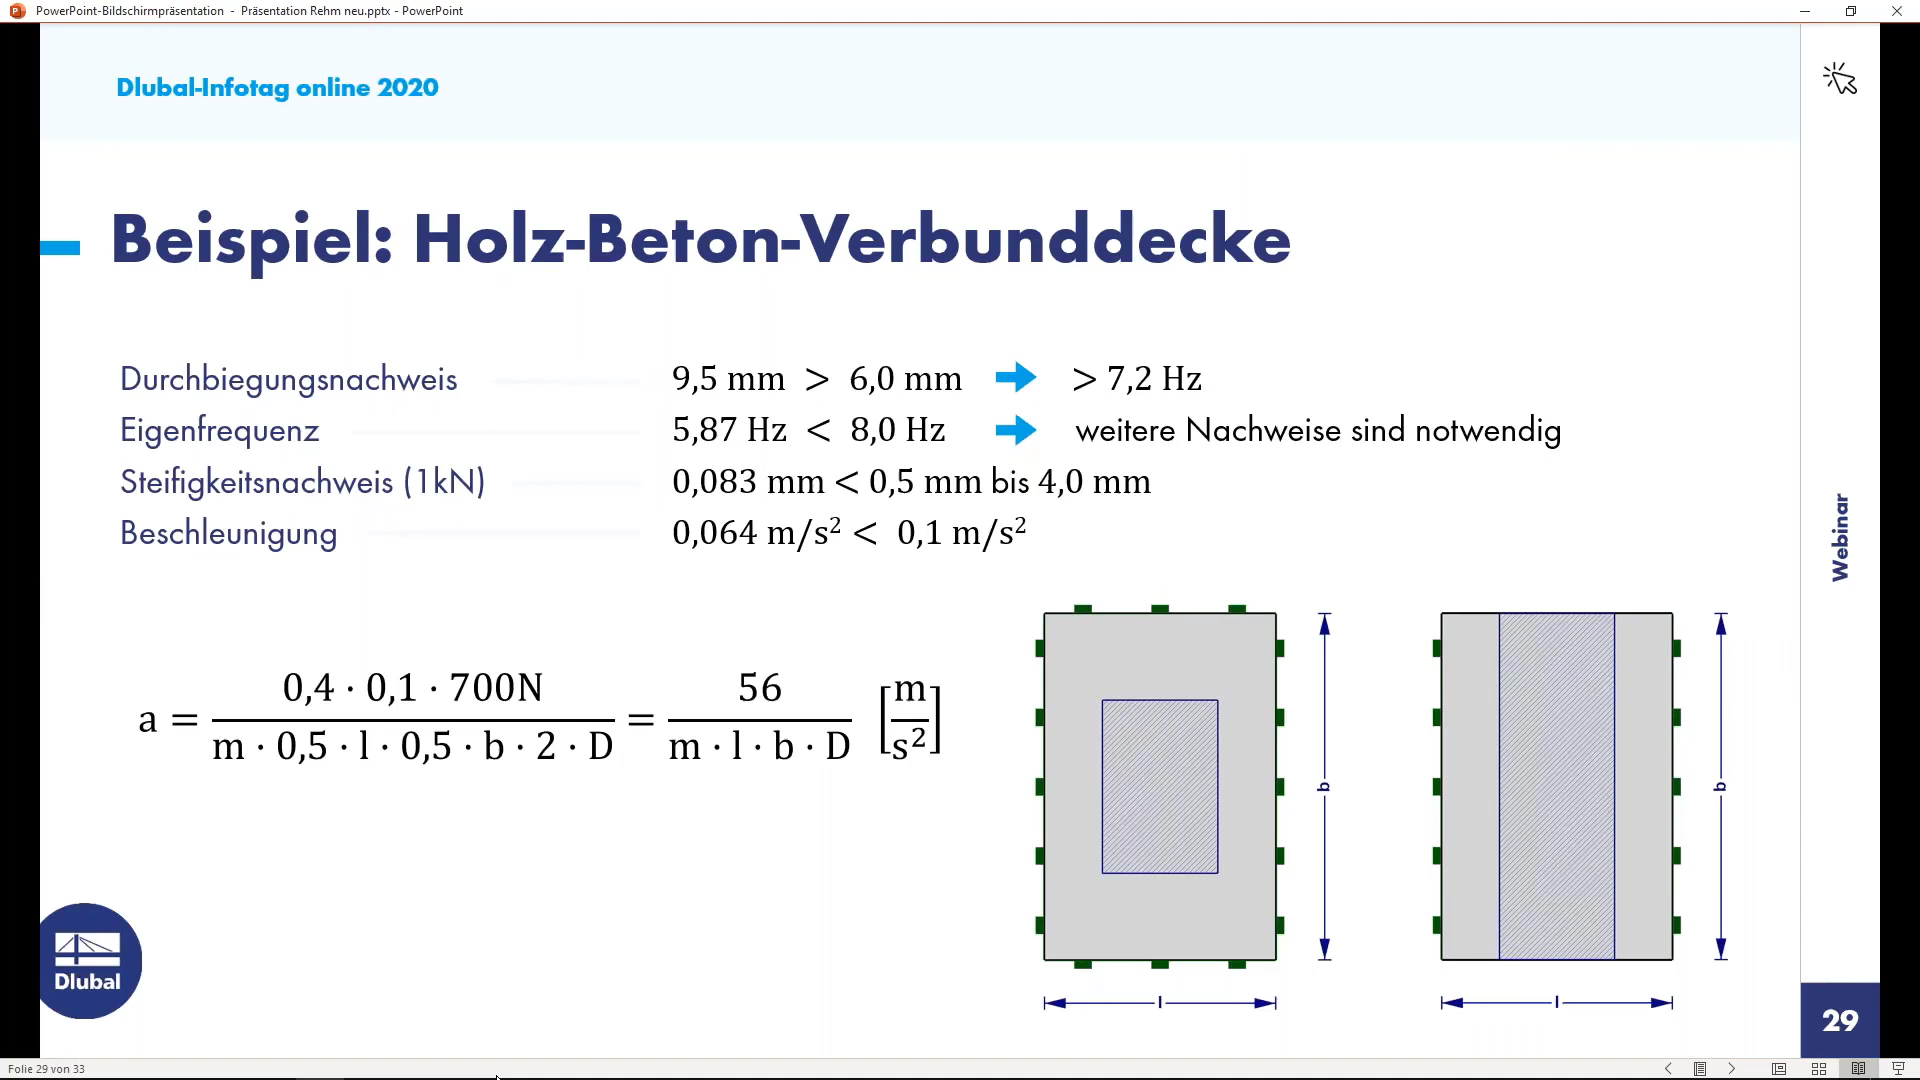 PowerPoint-Bildschirmpräsentation - Präsentation Rehm neu.pptx - PowerPoint
Dlubal-Infotag online 2020
Beispiel: Holz-Beton-Verbunddecke
Durchbiegungsnachweis 9,5 mm > 6,0 mm > 7,2 Hz
Eigenfrequenz 5,87 Hz < 8,0 Hz weitere Nachweise sind notwendig
Steifigkeitsnachweis (1kN) 0,083 mm < 0,5 mm bis 4,0 mm
Beschleunigung 0,064 m/s² < 0,1 m/s²
Webinar
a = 0,4 · 0,1 · 700N / m · 0,5 · l · 0,5 · b · 2 · D = 56 / m · l · b · D [m/s²]
b
b
l
l
Dlubal
29
Folie 29 von 33